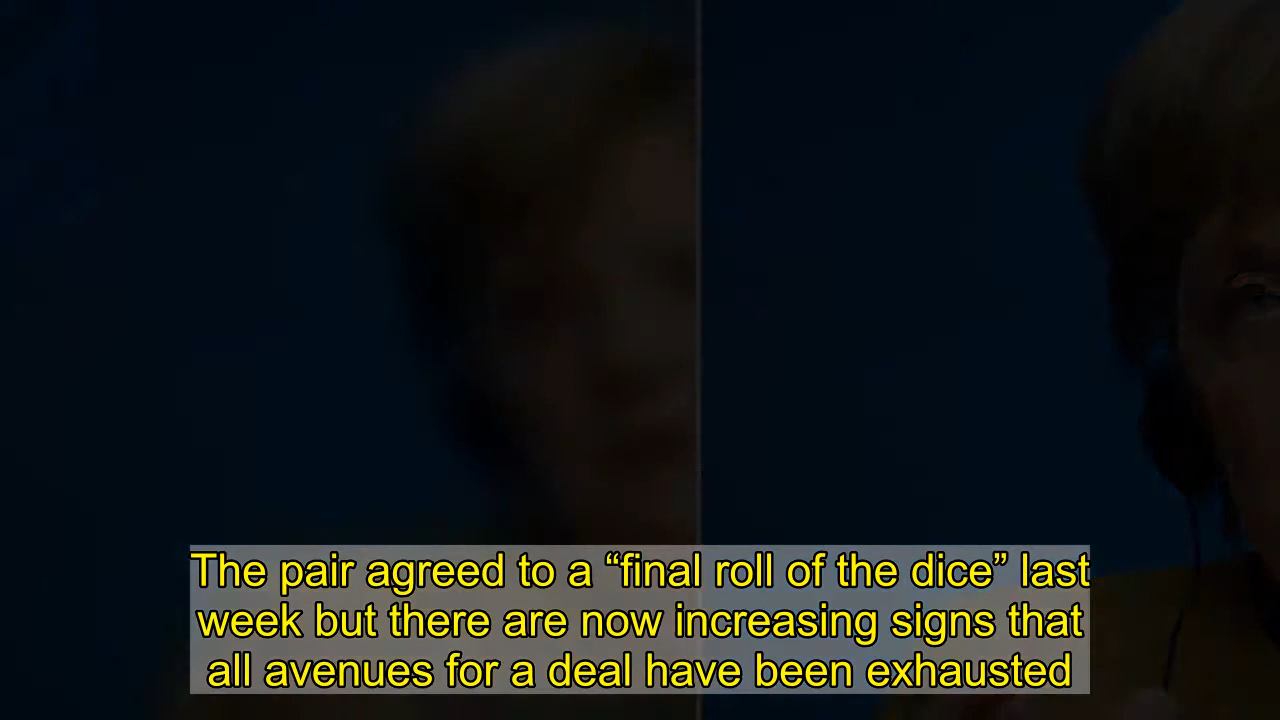 The pair agreed to a “final roll of the dice” last
week but there are now increasing signs that
all avenues for a deal have been exhausted